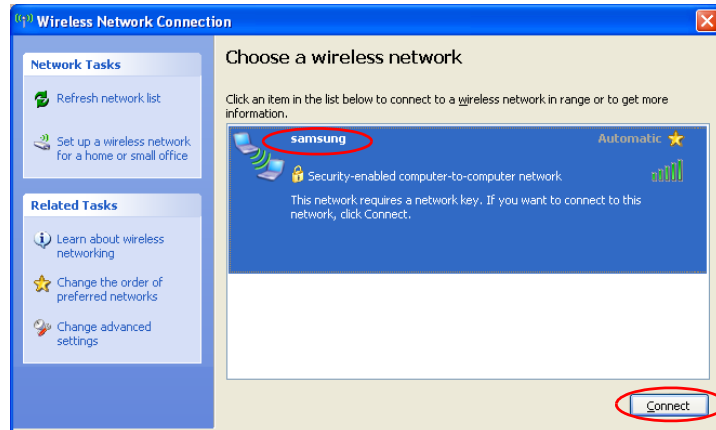 Wireless Network Connection
Network Tasks
Refresh network list
Set up a wireless network
for a home or small office
Related Tasks
Learn about wireless
networking
Change the order of
preferred networks
Change advanced
settings
Choose a wireless network
Click an item in the list below to connect to a wireless network in range or to get more
information.
samsung Automatic
Security-enabled computer-to-computer network
This network requires a network key. If you want to connect to this
network, click Connect.
Connect